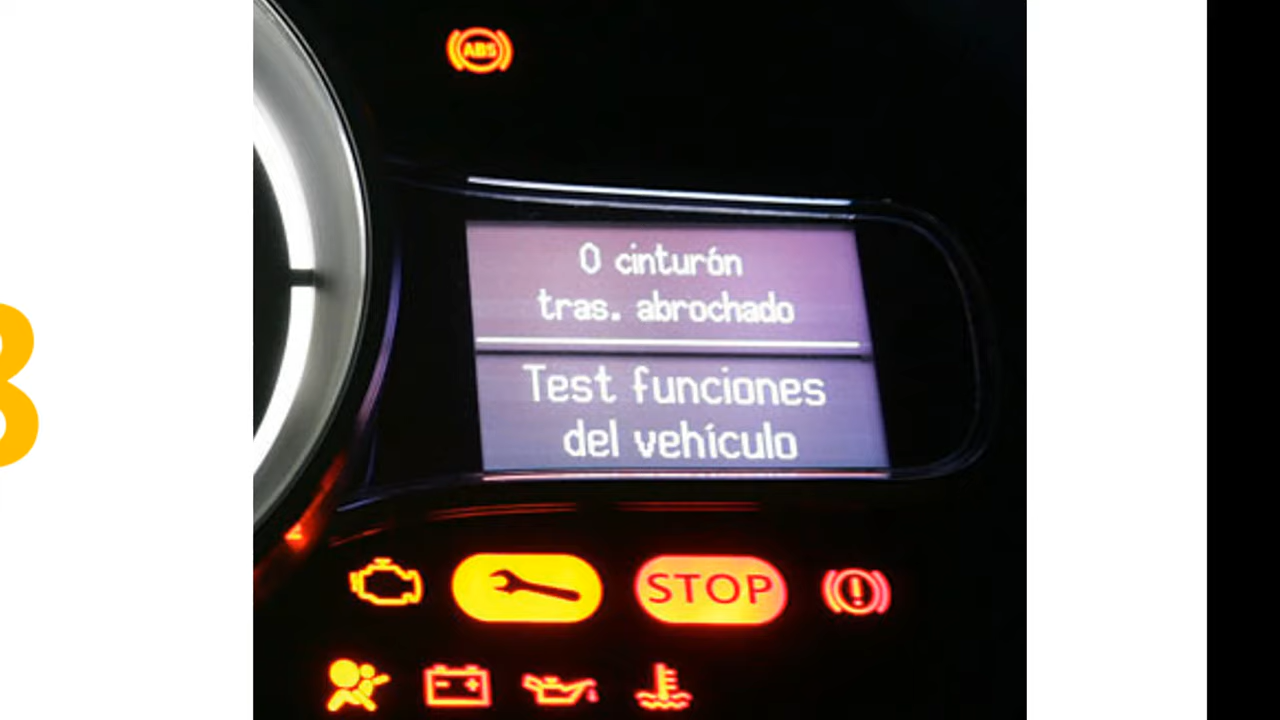 ABS
0 cinturón
tras. abrochado
Test funciones
del vehículo
STOP